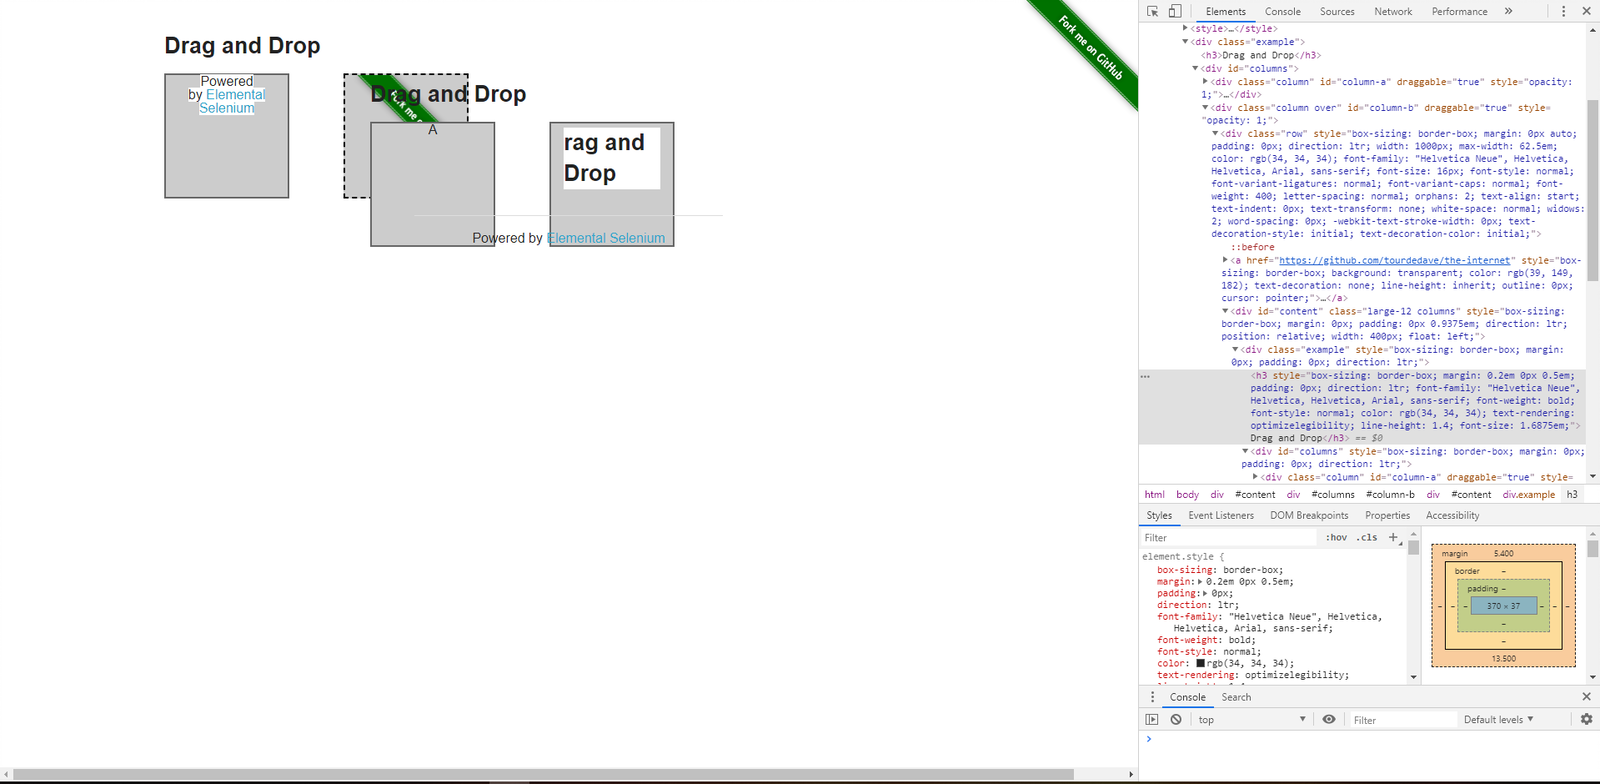 Drag and Drop
Powered
by Elemental
Selenium
Fork me o
Drag and Drop
A
rag and
Drop
Powered by Elemental Selenium
Fork me on GitHub
Elements Console Sources Network Performance »
<style>…</style>
<div class="example">
<h3>Drag and Drop</h3>
<div id="columns">
<div class="column" id="column-a" draggable="true" style="opacity:
1;">…</div>
<div class="column over" id="column-b" draggable="true" style=
"opacity: 1;">
<div class="row" style="box-sizing: border-box; margin: 0px auto;
padding: 0px; direction: ltr; width: 1000px; max-width: 62.5em;
color: rgb(34, 34, 34); font-family: "Helvetica Neue", Helvetica,
Helvetica, Arial, sans-serif; font-size: 16px; font-style: normal;
font-variant-ligatures: normal; font-variant-caps: normal; font-
weight: 400; letter-spacing: normal; orphans: 2; text-align: start;
text-indent: 0px; text-transform: none; white-space: normal; widows:
2; word-spacing: 0px; -webkit-text-stroke-width: 0px; text-
decoration-style: initial; text-decoration-color: initial;">
::before
<a href="https://github.com/tourdedave/the-internet" style="box-
sizing: border-box; background: transparent; color: rgb(39, 149,
182); text-decoration: none; line-height: inherit; outline: 0px;
cursor: pointer;">…</a>
<div id="content" class="large-12 columns" style="box-sizing:
border-box; margin: 0px; padding: 0px 0.9375em; direction: ltr;
position: relative; width: 400px; float: left;">
<div class="example" style="box-sizing: border-box; margin:
0px; padding: 0px; direction: ltr;">
<h3 style="box-sizing: border-box; margin: 0.2em 0px 0.5em;
padding: 0px; direction: ltr; font-family: "Helvetica Neue",
Helvetica, Helvetica, Arial, sans-serif; font-weight: bold;
font-style: normal; color: rgb(34, 34, 34); text-rendering:
optimizelegibility; line-height: 1.4; font-size: 1.6875em;">
Drag and Drop</h3> == $0
<div id="columns" style="box-sizing: border-box; margin: 0px;
padding: 0px; direction: ltr;">
<div class="column" id="column-a" draggable="true" style=
html body div #content div #columns #column-b div #content div.example h3
Styles Event Listeners DOM Breakpoints Properties Accessibility
Filter :hov .cls +
element.style {
box-sizing: border-box;
margin: 0.2em 0px 0.5em;
padding: 0px;
direction: ltr;
font-family: "Helvetica Neue", Helvetica,
Helvetica, Arial, sans-serif;
font-weight: bold;
font-style: normal;
color: rgb(34, 34, 34);
text-rendering: optimizelegibility;
margin 5.400
border –
padding –
– – – 370 × 37 – – –
–
–
13.500
Console Search
top Filter Default levels